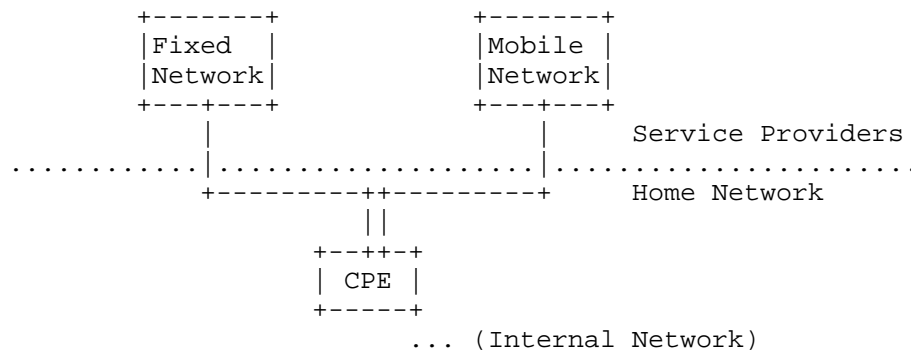 Fixed Mobile
Network Network
Service Providers
Home Network
CPE
... (Internal Network)